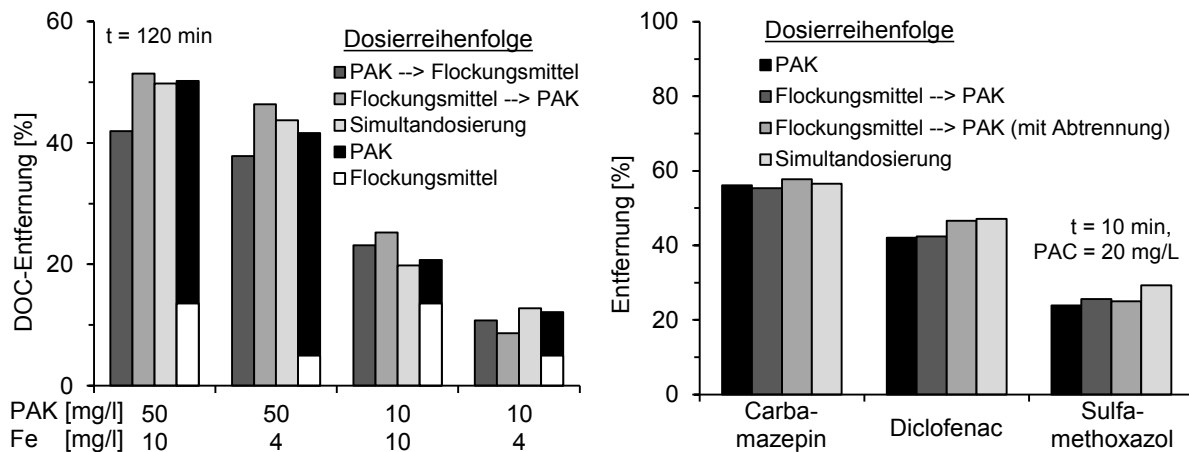 DOC-Entfernung [%]
60
40
20
0
t = 120 min
Dosierreihenfolge
PAK --> Flockungsmittel
Flockungsmittel --> PAK
Simultandosierung
PAK
Flockungsmittel
PAK [mg/l] 50 50 10 10
Fe [mg/l] 10 4 10 4
Entfernung [%]
100
80
60
40
20
0
Dosierreihenfolge
PAK
Flockungsmittel --> PAK
Flockungsmittel --> PAK (mit Abtrennung)
Simultandosierung
t = 10 min,
PAC = 20 mg/L
Carba-
mazepin
Diclofenac
Sulfa-
methoxazol